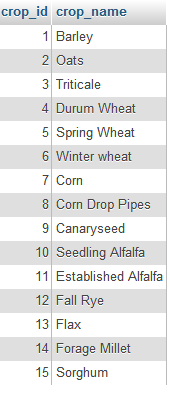 crop_id crop_name
1 Barley
2 Oats
3 Triticale
4 Durum Wheat
5 Spring Wheat
6 Winter wheat
7 Corn
8 Corn Drop Pipes
9 Canaryseed
10 Seedling Alfalfa
11 Established Alfalfa
12 Fall Rye
13 Flax
14 Forage Millet
15 Sorghum